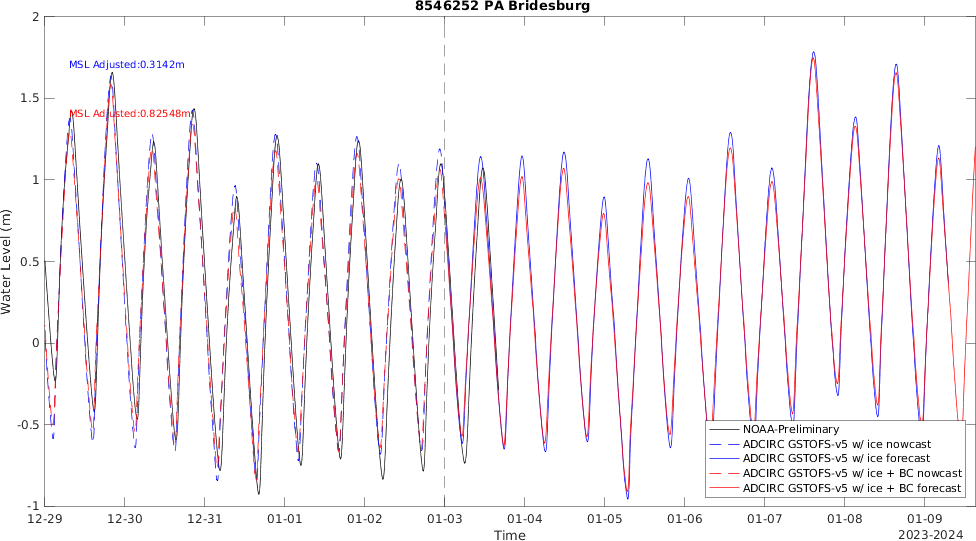 8546252 PA Bridesburg
MSL Adjusted:0.3142m
MSL Adjusted:0.82548m
Water Level (m)
2
1.5
1
0.5
0
-0.5
-1
12-29 12-30 12-31 01-01 01-02 01-03 01-04 01-05 01-06 01-07 01-08 01-09
Time
2023-2024
NOAA-Preliminary
ADCIRC GSTOFS-v5 w/ ice nowcast
ADCIRC GSTOFS-v5 w/ ice forecast
ADCIRC GSTOFS-v5 w/ ice + BC nowcast
ADCIRC GSTOFS-v5 w/ ice + BC forecast